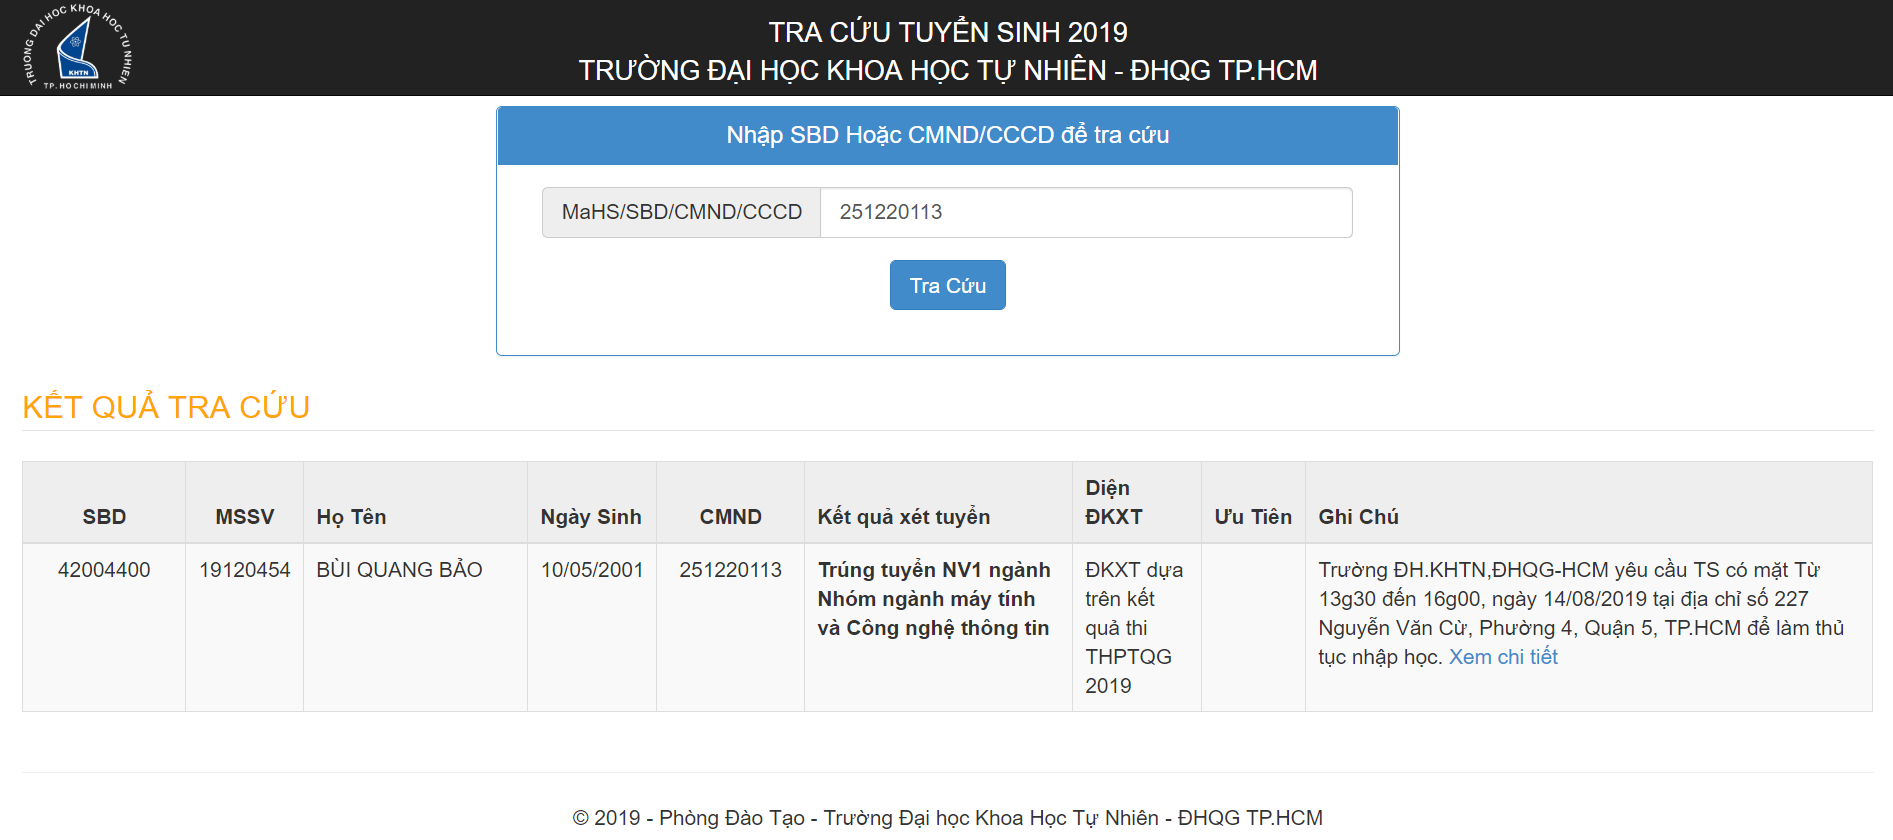 TRƯỜNG ĐẠI HỌC KHOA HỌC TỰ NHIÊN
KHTN
TP. HO CHI MINH
TRA CỨU TUYỂN SINH 2019
TRƯỜNG ĐẠI HỌC KHOA HỌC TỰ NHIÊN - ĐHQG TP.HCM
Nhập SBD Hoặc CMND/CCCD để tra cứu
MaHS/SBD/CMND/CCCD 251220113
Tra Cứu
KẾT QUẢ TRA CỨU
SBD MSSV Họ Tên Ngày Sinh CMND Kết quả xét tuyển Diện ĐKXT Ưu Tiên Ghi Chú
42004400
19120454
BÙI QUANG BẢO
10/05/2001
251220113
Trúng tuyển NV1 ngành
Nhóm ngành máy tính
và Công nghệ thông tin
ĐKXT dựa
trên kết
quả thi
THPTQG
2019
Trường ĐH.KHTN,ĐHQG-HCM yêu cầu TS có mặt Từ
13g30 đến 16g00, ngày 14/08/2019 tại địa chỉ số 227
Nguyễn Văn Cừ, Phường 4, Quận 5, TP.HCM để làm thủ
tục nhập học. Xem chi tiết
© 2019 - Phòng Đào Tạo - Trường Đại học Khoa Học Tự Nhiên - ĐHQG TP.HCM